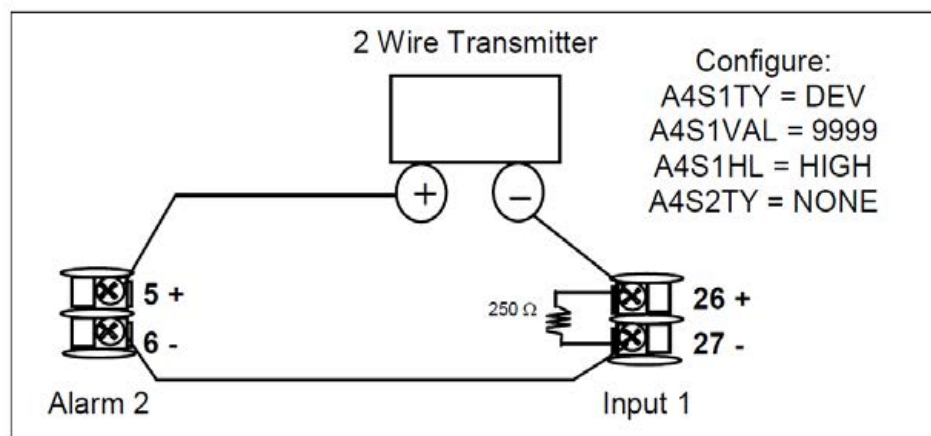 2 Wire Transmitter
Configure:
A4S1TY = DEV
A4S1VAL = 9999
A4S1HL = HIGH
A4S2TY = NONE
+
−
5 +
6 -
250 Ω
26 +
27 -
Alarm 2
Input 1